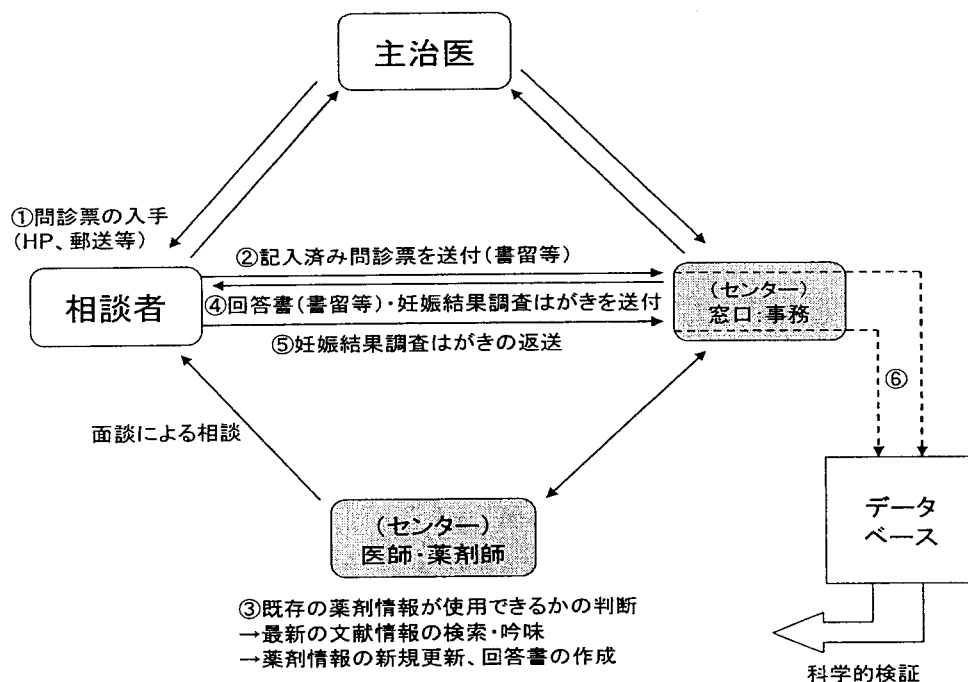 主治医
①問診票の入手
(HP、郵送等)
②記入済み問診票を送付(書留等)
相談者
④回答書(書留等)・妊娠結果調査はがきを送付
(センター)
窓口・事務
⑤妊娠結果調査はがきの返送
⑥
面談による相談
(センター)
医師・薬剤師
データ
ベース
③既存の薬剤情報が使用できるかの判断
→最新の文献情報の検索・吟味
→薬剤情報の新規更新、回答書の作成
科学的検証